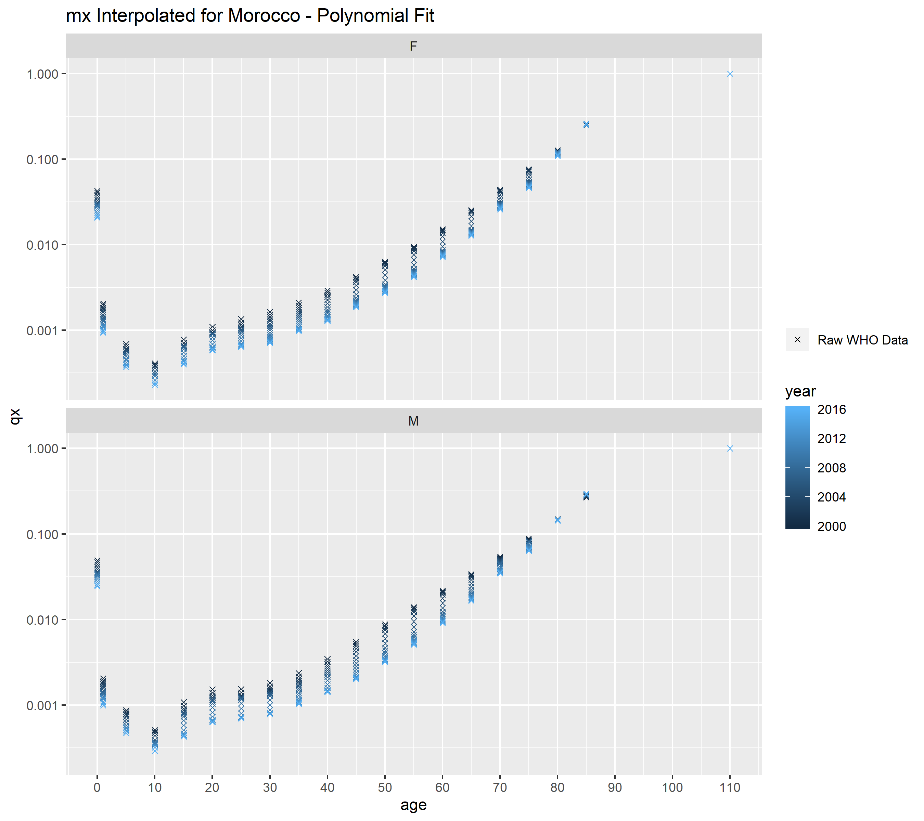 mx Interpolated for Morocco - Polynomial Fit
F
1.000
0.100
0.010
0.001
qx
M
1.000
0.100
0.010
0.001
0 10 20 30 40 50 60 70 80 90 100 110
age
Raw WHO Data
year
2016
2012
2008
2004
2000